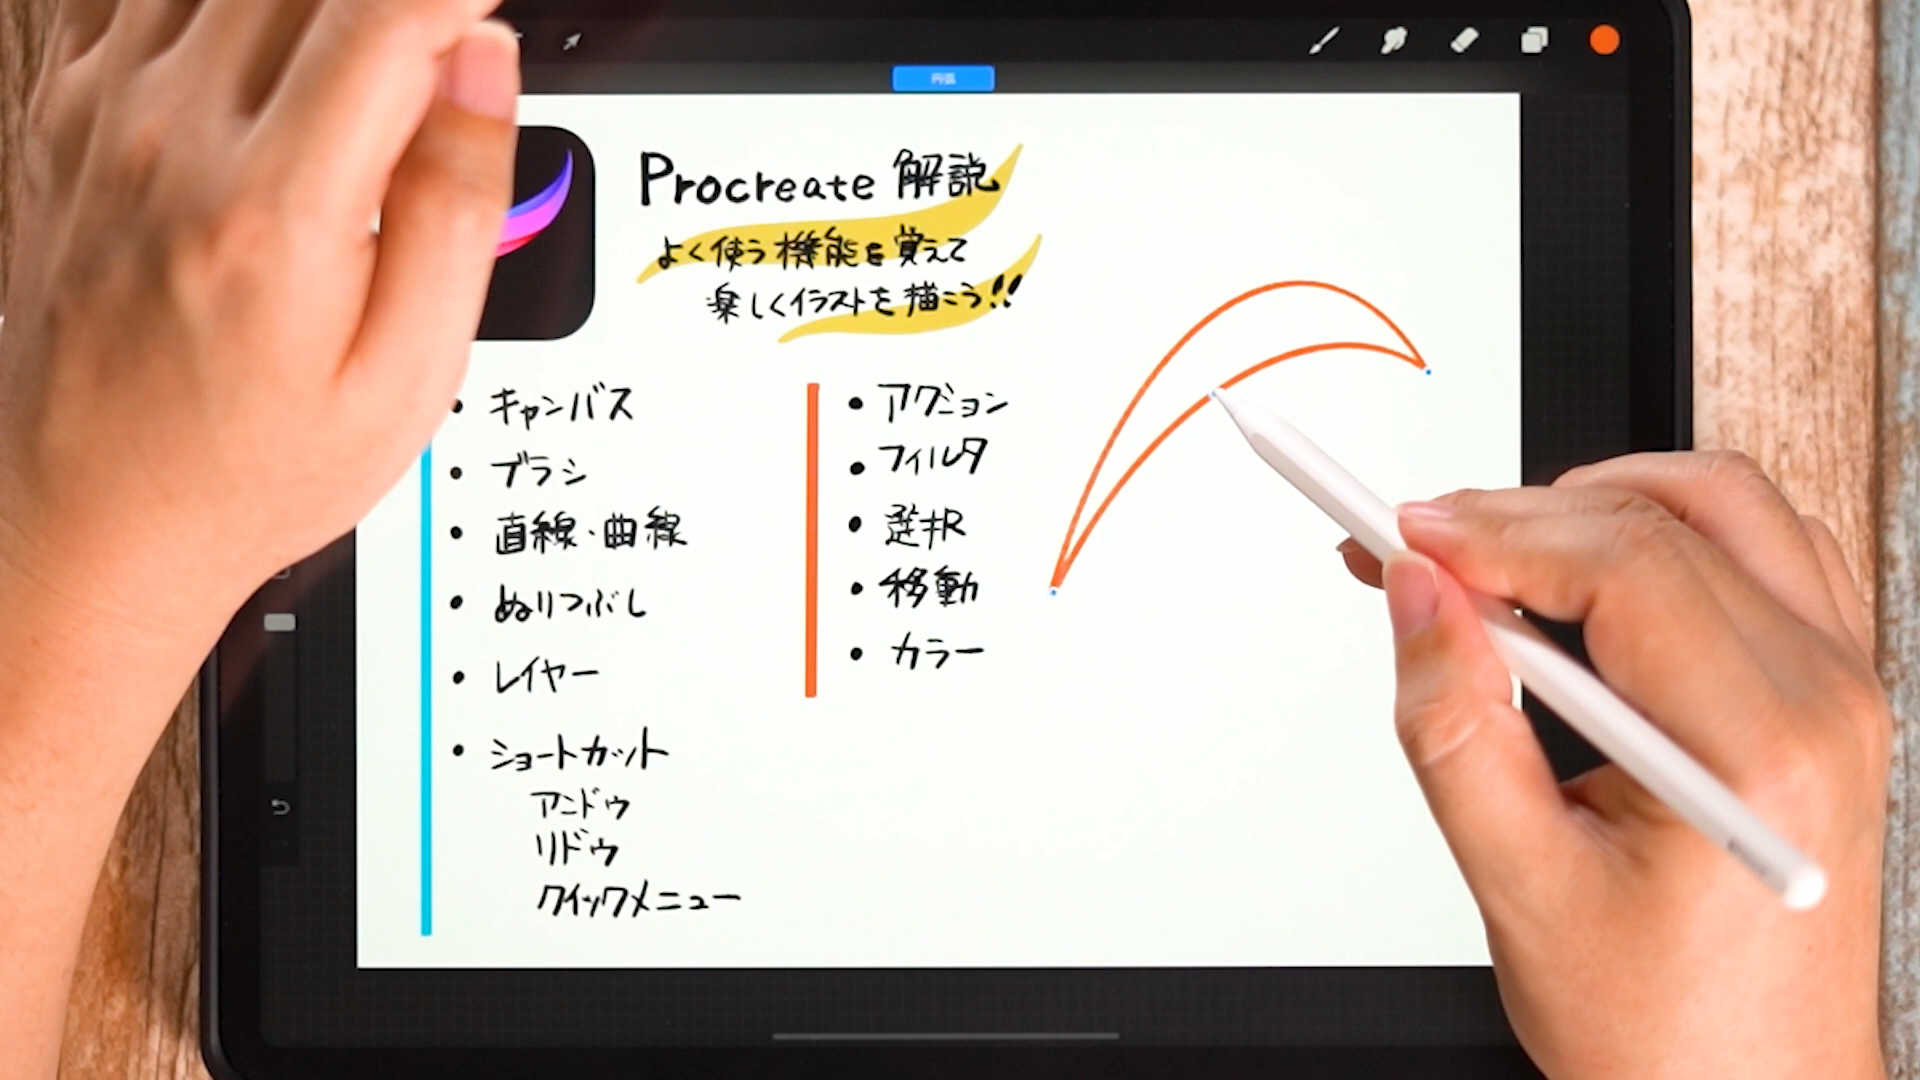 円弧
Procreate 解説
よく使う機能を覚えて
楽しくイラストを描こう!!
• キャンバス
• ブラシ
• 直線・曲線
• ぬりつぶし
• レイヤー
• ショートカット
アンドゥ
リドゥ
クイックメニュー
• アクション
• フィルタ
• 選択
• 移動
• カラー